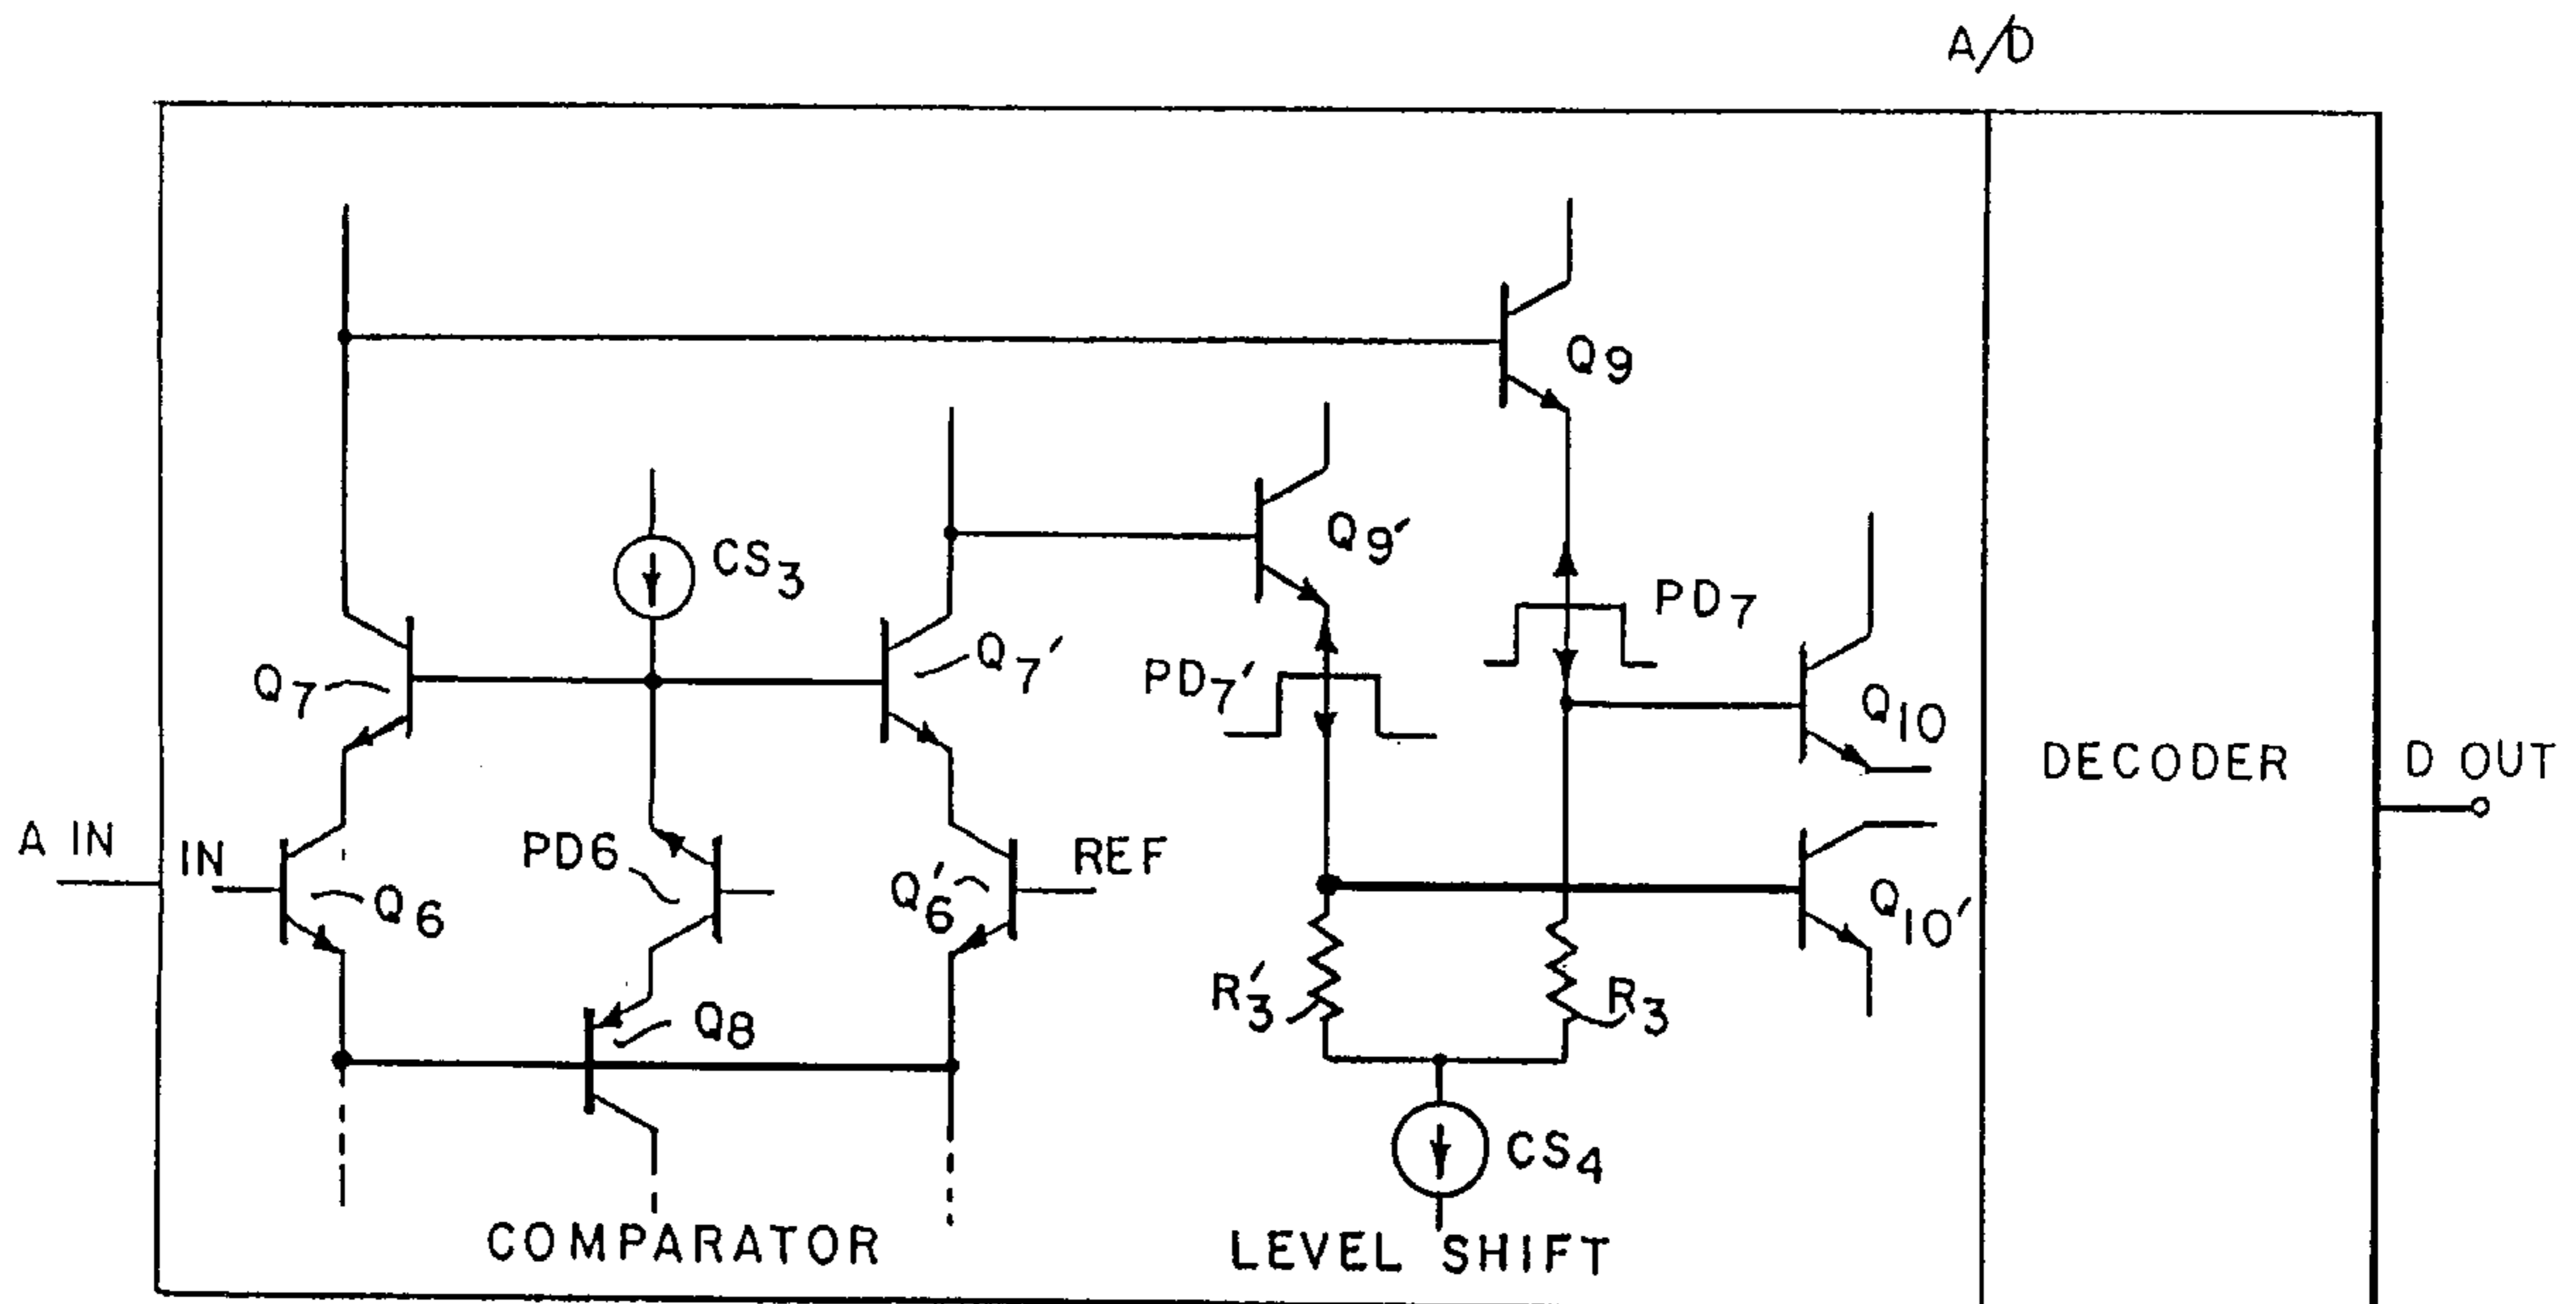 A/D
Q9
CS3
Q9'
PD7
Q7
Q7'
PD7'
Q10
DECODER
D OUT
A IN
IN
PD6
REF
Q6
Q6'
Q10'
R3'
R3
Q8
CS4
COMPARATOR
LEVEL SHIFT